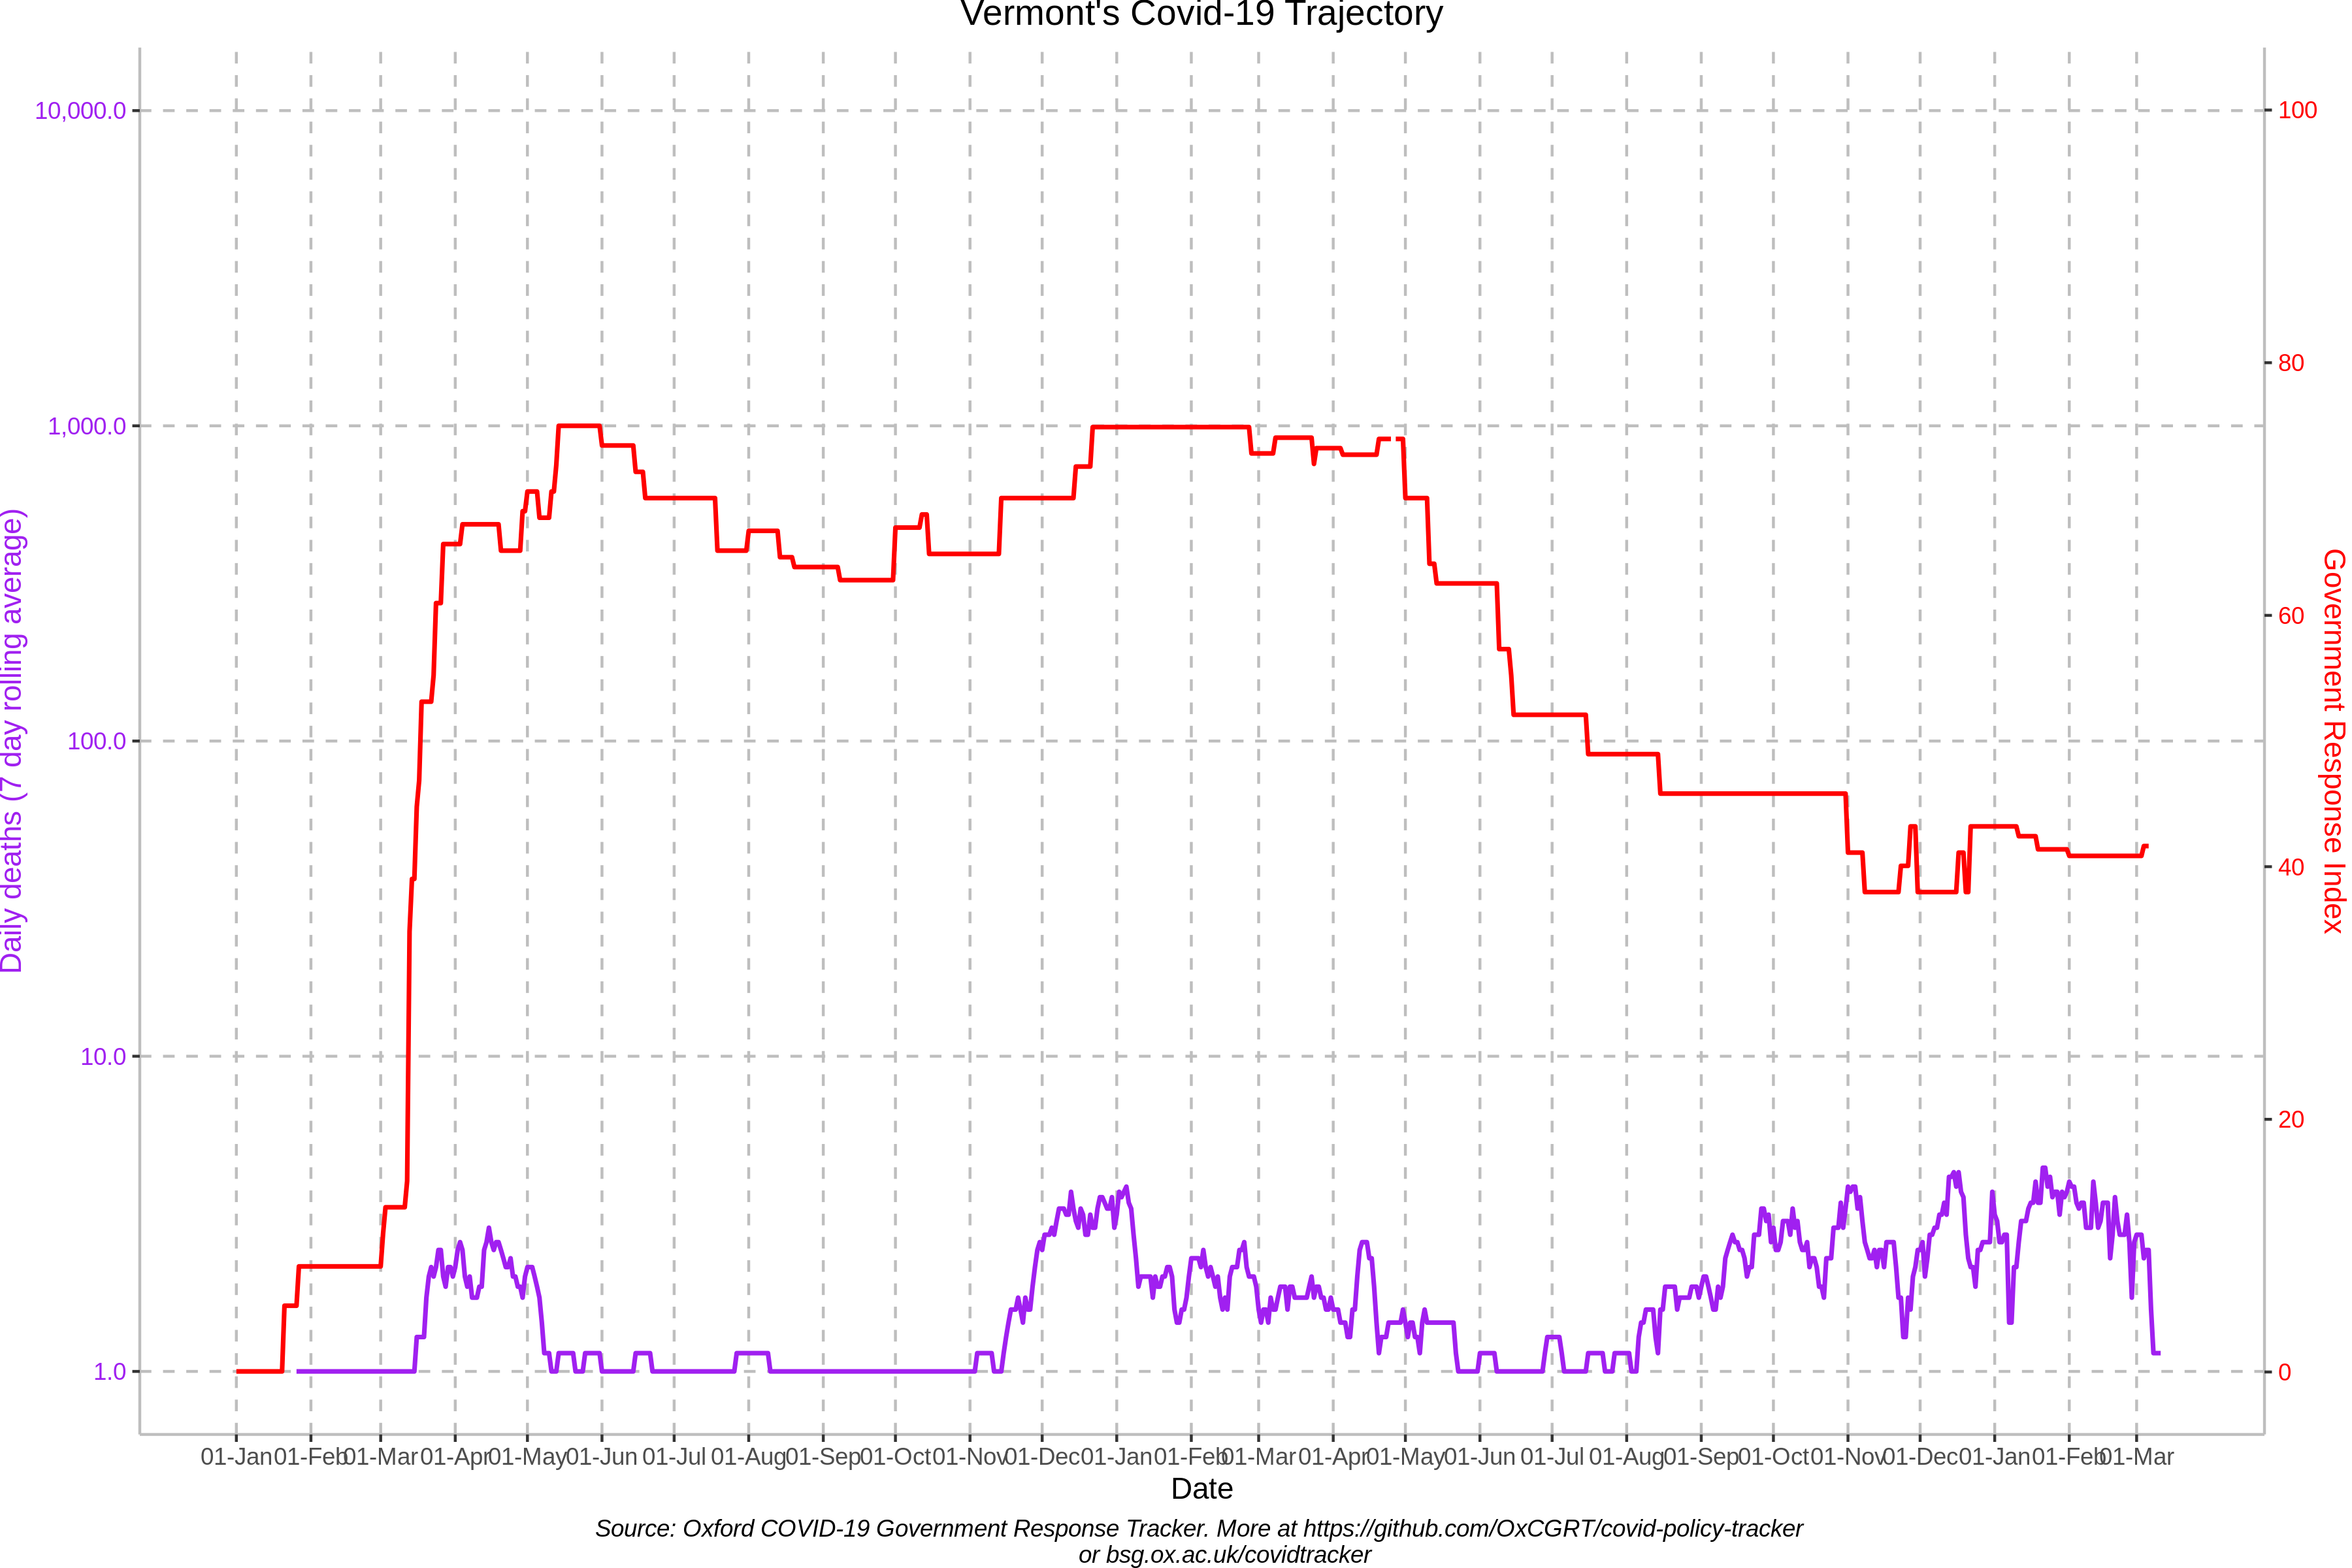 Vermont's Covid-19 Trajectory
10,000.0
1,000.0
100.0
10.0
1.0
Daily deaths (7 day rolling average)
100
80
60
40
20
0
Government Response Index
01-Jan 01-Feb 01-Mar 01-Apr 01-May 01-Jun 01-Jul 01-Aug 01-Sep 01-Oct 01-Nov 01-Dec 01-Jan 01-Feb 01-Mar 01-Apr 01-May 01-Jun 01-Jul 01-Aug 01-Sep 01-Oct 01-Nov 01-Dec 01-Jan 01-Feb 01-Mar
Date
Source: Oxford COVID-19 Government Response Tracker. More at https://github.com/OxCGRT/covid-policy-tracker
or bsg.ox.ac.uk/covidtracker